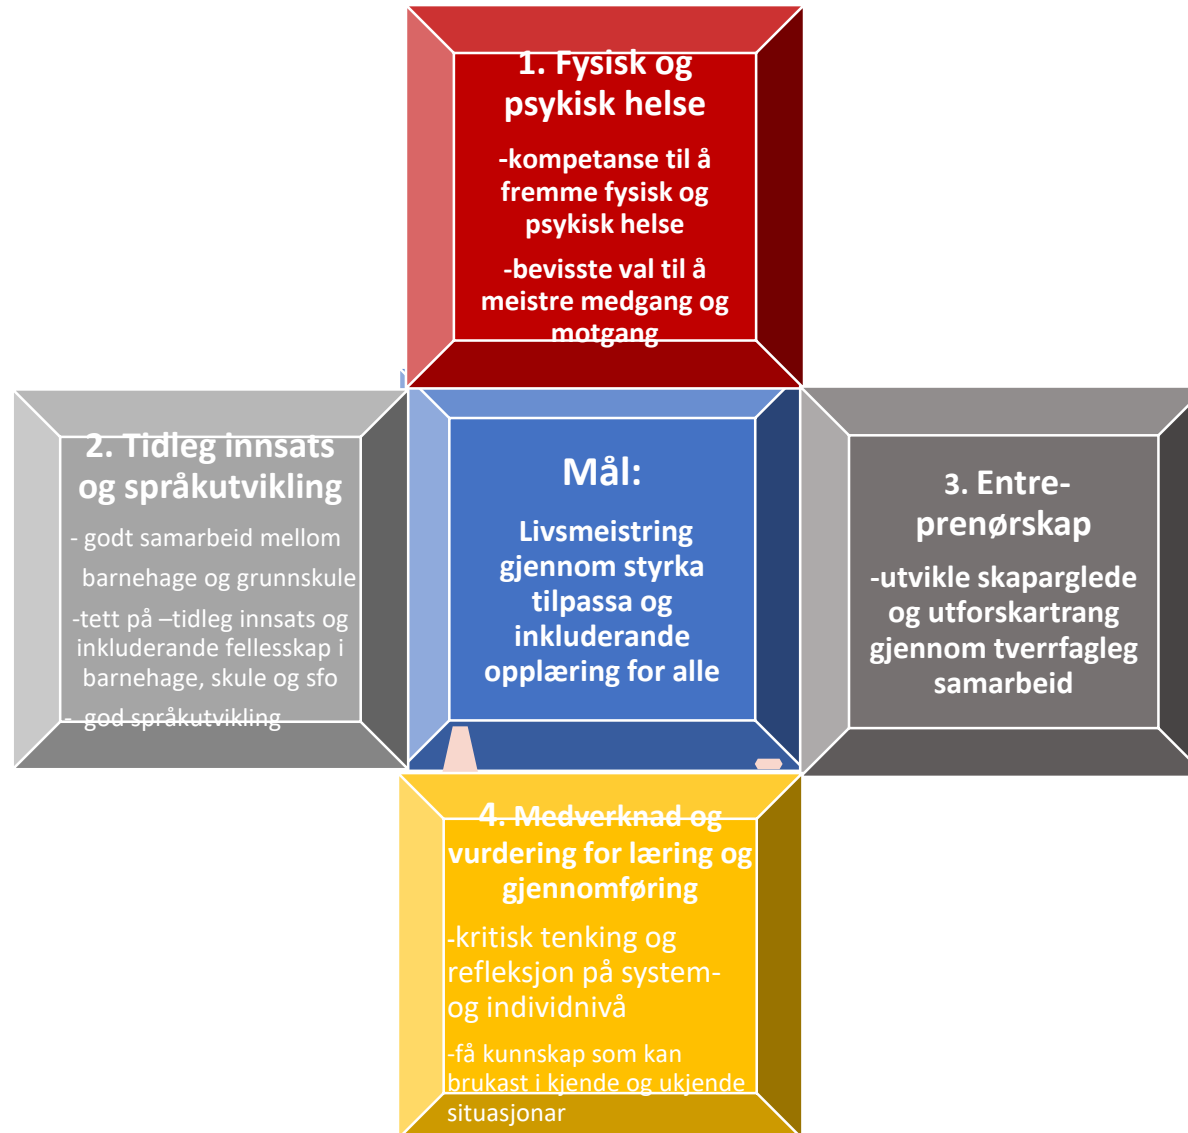 1. Fysisk og
psykisk helse
-kompetanse til å
fremme fysisk og
psykisk helse
-bevisste val til å
meistre medgang og
motgang
2. Tidleg innsats
og språkutvikling
- godt samarbeid mellom
barnehage og grunnskule
-tett på –tidleg innsats og
inkluderande fellesskap i
barnehage, skule og sfo
- god språkutvikling
Mål:
Livsmeistring
gjennom styrka
tilpassa og
inkluderande
opplæring for alle
3. Entre-
prenørskap
-utvikle skaparglede
og utforskartrang
gjennom tverrfagleg
samarbeid
4. Medverknad og
vurdering for læring og
gjennomføring
-kritisk tenking og
refleksjon på system-
og individnivå
-få kunnskap som kan
brukast i kjende og ukjende
situasjonar